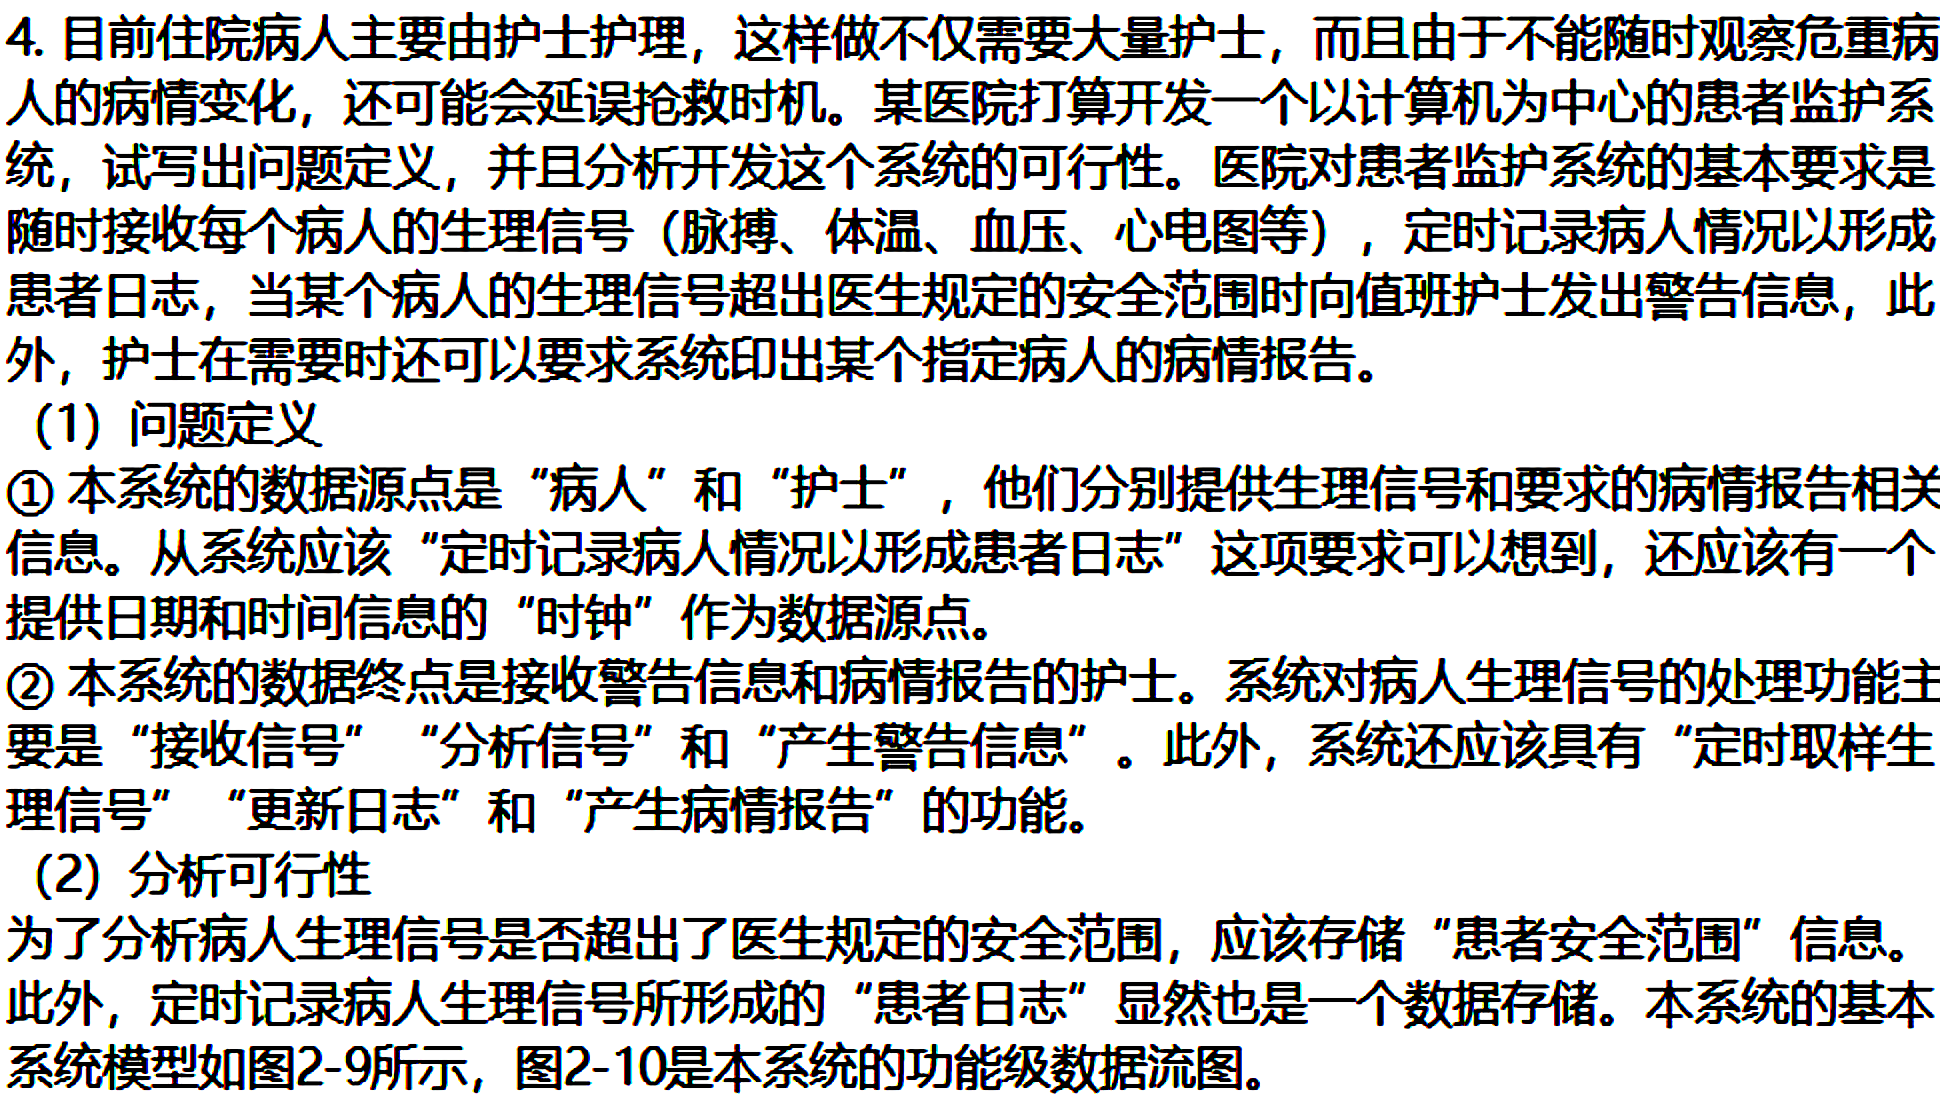 4. 目前住院病人主要由护士护理，这样做不仅需要大量护士，而且由于不能随时观察危重病
人的病情变化，还可能会延误抢救时机。某医院打算开发一个以计算机为中心的患者监护系
统，试写出问题定义，并且分析开发这个系统的可行性。医院对患者监护系统的基本要求是
随时接收每个病人的生理信号（脉搏、体温、血压、心电图等），定时记录病人情况以形成
患者日志，当某个病人的生理信号超出医生规定的安全范围时向值班护士发出警告信息，此
外，护士在需要时还可以要求系统印出某个指定病人的病情报告。
（1）问题定义
① 本系统的数据源点是“病人”和“护士”，他们分别提供生理信号和要求的病情报告相关
信息。从系统应该“定时记录病人情况以形成患者日志”这项要求可以想到，还应该有一个
提供日期和时间信息的“时钟”作为数据源点。
② 本系统的数据终点是接收警告信息和病情报告的护士。系统对病人生理信号的处理功能主
要是“接收信号”“分析信号”和“产生警告信息”。此外，系统还应该具有“定时取样生
理信号”“更新日志”和“产生病情报告”的功能。
（2）分析可行性
为了分析病人生理信号是否超出了医生规定的安全范围，应该存储“患者安全范围”信息。
此外，定时记录病人生理信号所形成的“患者日志”显然也是一个数据存储。本系统的基本
系统模型如图2-9所示，图2-10是本系统的功能级数据流图。